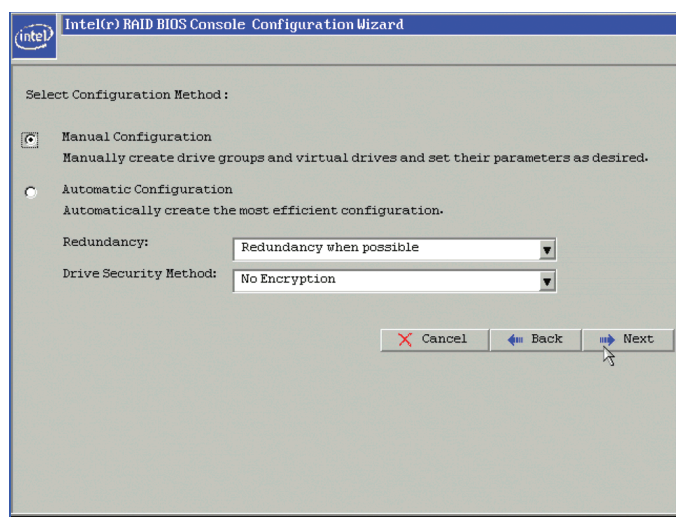 intel
Intel(r) RAID BIOS Console Configuration Wizard
Select Configuration Method:
Manual Configuration
Manually create drive groups and virtual drives and set their parameters as desired.
Automatic Configuration
Automatically create the most efficient configuration.
Redundancy: Redundancy when possible
Drive Security Method: No Encryption
Cancel Back Next